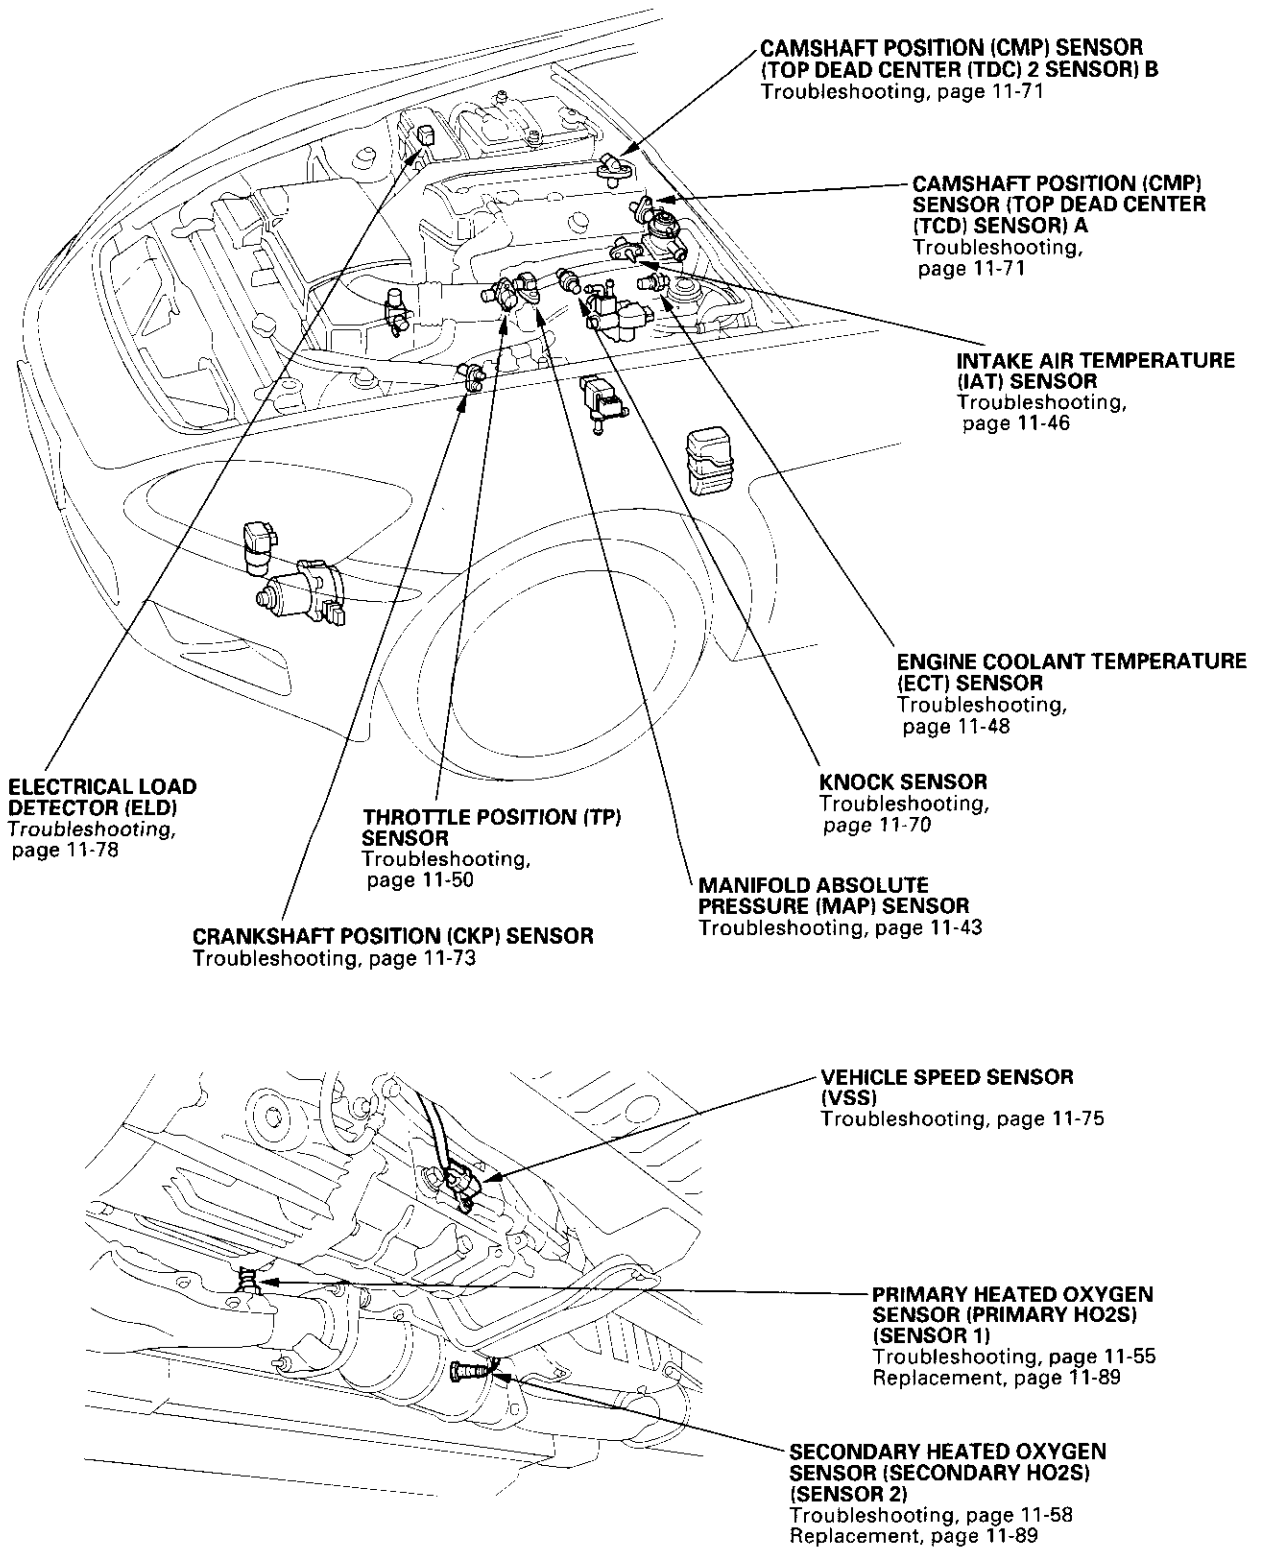 CAMSHAFT POSITION (CMP) SENSOR
(TOP DEAD CENTER (TDC) 2 SENSOR) B
Troubleshooting, page 11-71
CAMSHAFT POSITION (CMP)
SENSOR (TOP DEAD CENTER
(TCD) SENSOR) A
Troubleshooting,
page 11-71
INTAKE AIR TEMPERATURE
(IAT) SENSOR
Troubleshooting,
page 11-46
ENGINE COOLANT TEMPERATURE
(ECT) SENSOR
Troubleshooting,
page 11-48
KNOCK SENSOR
Troubleshooting,
page 11-70
MANIFOLD ABSOLUTE
PRESSURE (MAP) SENSOR
Troubleshooting, page 11-43
THROTTLE POSITION (TP)
SENSOR
Troubleshooting,
page 11-50
ELECTRICAL LOAD
DETECTOR (ELD)
Troubleshooting,
page 11-78
CRANKSHAFT POSITION (CKP) SENSOR
Troubleshooting, page 11-73
VEHICLE SPEED SENSOR
(VSS)
Troubleshooting, page 11-75
PRIMARY HEATED OXYGEN
SENSOR (PRIMARY HO2S)
(SENSOR 1)
Troubleshooting, page 11-55
Replacement, page 11-89
SECONDARY HEATED OXYGEN
SENSOR (SECONDARY HO2S)
(SENSOR 2)
Troubleshooting, page 11-58
Replacement, page 11-89